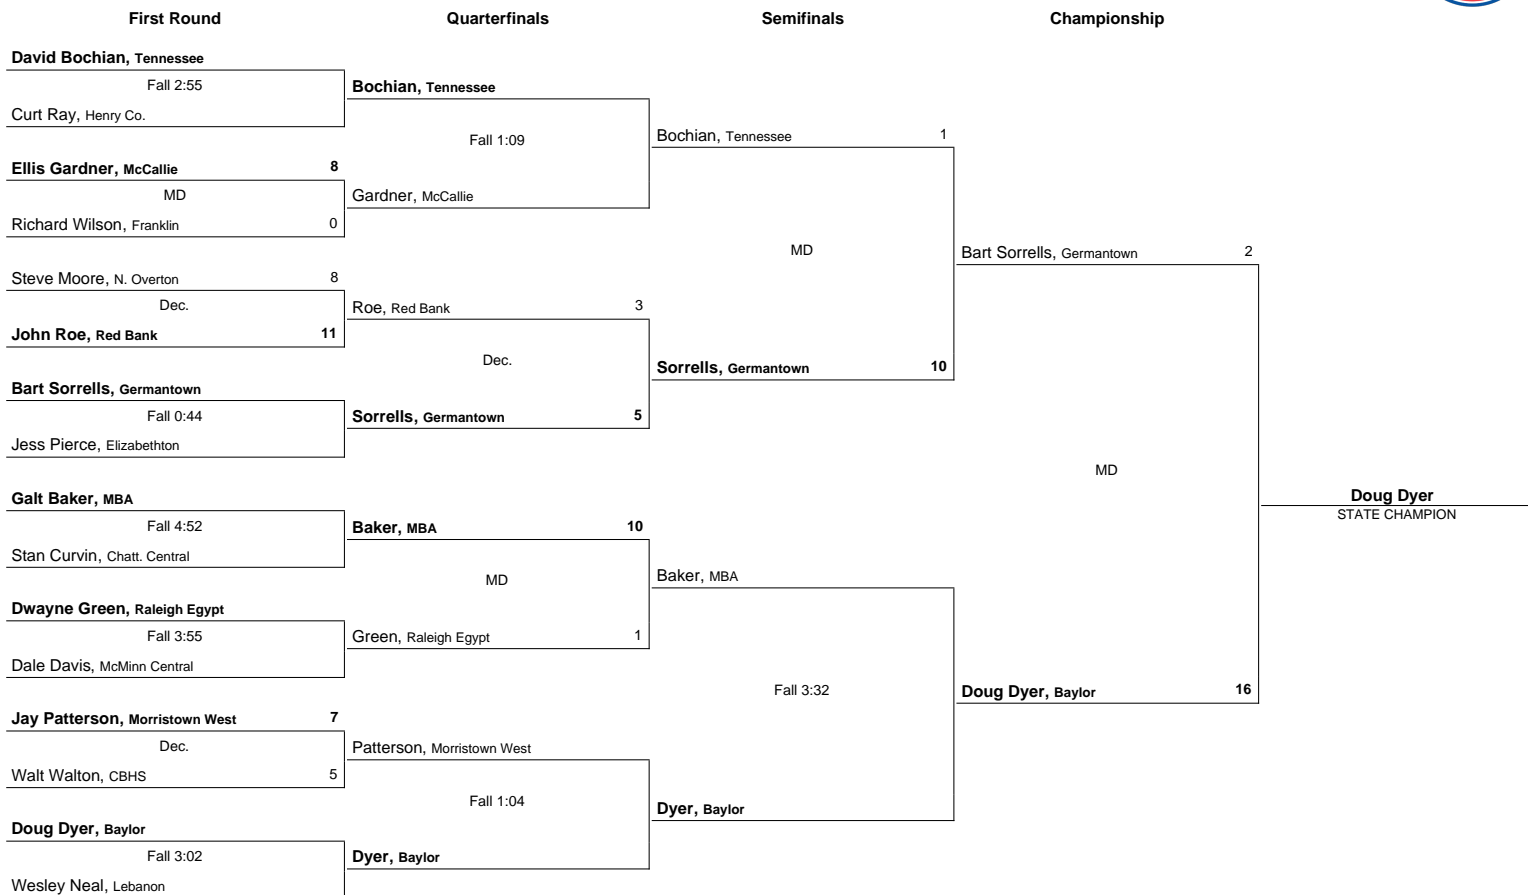 First Round
Quarterfinals
Semifinals
Championship
David Bochian, Tennessee
Fall 2:55
Curt Ray, Henry Co.
Ellis Gardner, McCallie 8
MD
Richard Wilson, Franklin 0
Steve Moore, N. Overton 8
Dec.
John Roe, Red Bank 11
Bart Sorrells, Germantown
Fall 0:44
Jess Pierce, Elizabethton
Galt Baker, MBA
Fall 4:52
Stan Curvin, Chatt. Central
Dwayne Green, Raleigh Egypt
Fall 3:55
Dale Davis, McMinn Central
Jay Patterson, Morristown West 7
Dec.
Walt Walton, CBHS 5
Doug Dyer, Baylor
Fall 3:02
Wesley Neal, Lebanon
Bochian, Tennessee
Fall 1:09
Gardner, McCallie
Roe, Red Bank 3
Dec.
Sorrells, Germantown 5
Baker, MBA 10
MD
Green, Raleigh Egypt 1
Patterson, Morristown West
Fall 1:04
Dyer, Baylor
Bochian, Tennessee 1
MD
Sorrells, Germantown 10
Baker, MBA
Fall 3:32
Dyer, Baylor
Bart Sorrells, Germantown 2
MD
Doug Dyer, Baylor 16
Doug Dyer
STATE CHAMPION